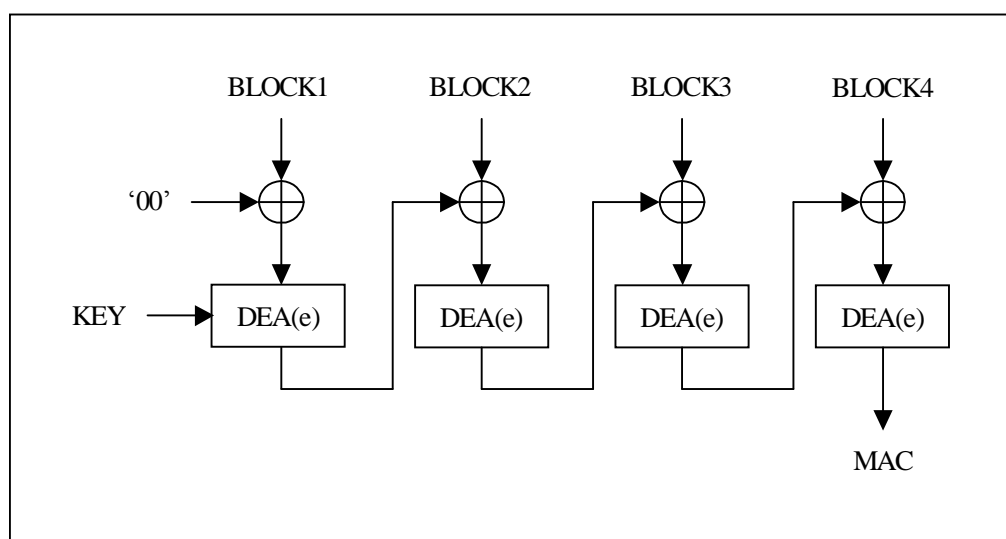 BLOCK1 BLOCK2 BLOCK3 BLOCK4
‘00’
KEY DEA(e) DEA(e) DEA(e) DEA(e)
MAC